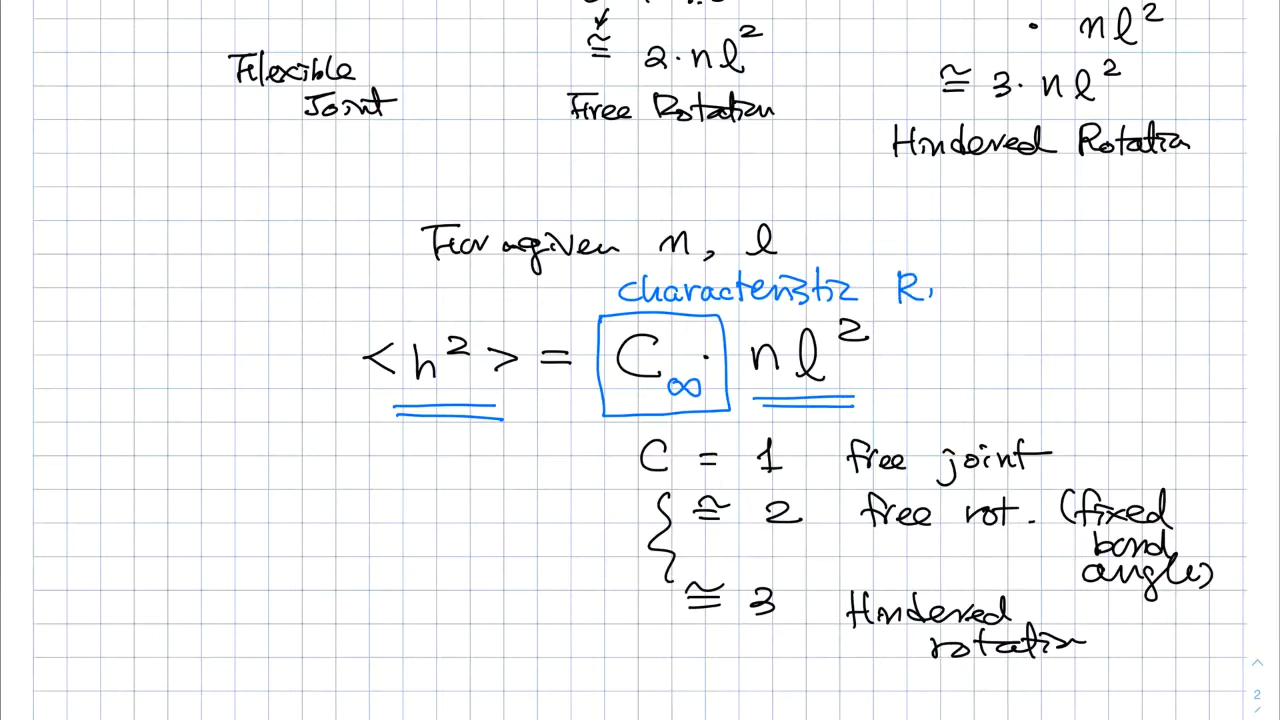 ≅ 2·nl²
· nl²
Flexible
Joint
≅ 3·nl²
Free Rotation
Hindered Rotation
For a given n, l
characteristic R.
<h²> = C∞ · nl²
C = 1 free joint
≅ 2 free rot. (fixed
bond
angle)
≅ 3 Hindered
rotation
2